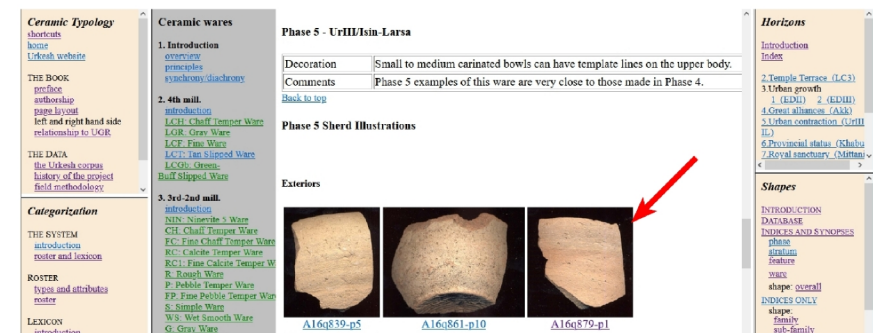 Ceramic Typology
shortcuts
home
Urkesh website
THE BOOK
preface
authorship
page layout
left and right hand side
relationship to UGR
THE DATA
the Urkesh corpus
history of the project
field methodology
Categorization
THE SYSTEM
introduction
roster and lexicon
ROSTER
types and attributes
roster
LEXICON
introduction
Ceramic wares
1. Introduction
overview
principles
synchrony/diachrony
2. 4th mill.
introduction
LCH: Chaff Temper Ware
LGR: Gray Ware
LCF: Fine Ware
LCT: Tan Slipped Ware
LCGb: Green-
Buff Slipped Ware
3. 3rd-2nd mill.
introduction
NIN: Ninevite 5 Ware
CH: Chaff Temper Ware
FC: Fine Chaff Temper Ware
RC: Calcite Temper Ware
RC1: Fine Calcite Temper W
R: Rough Ware
P: Pebble Temper Ware
FP: Fine Pebble Temper War
S: Simple Ware
WS: Wet Smooth Ware
G: Gray Ware
Phase 5 - UrIII/Isin-Larsa
Decoration Small to medium carinated bowls can have template lines on the upper body.
Comments Phase 5 examples of this ware are very close to those made in Phase 4.
Back to top
Phase 5 Sherd Illustrations
Exteriors
A16q839-p5 A16q861-p10 A16q879-p1
Horizons
Introduction
Index
2.Temple Terrace (LC3)
3.Urban growth
1 (EDII) 2 (EDIII)
4.Great alliances (Akk)
5.Urban contraction (UrIII
IL)
6.Provincial status (Khabu
7.Royal sanctuary (Mittani
Shapes
INTRODUCTION
DATABASE
INDICES AND SYNOPSES
phase
stratum
feature
ware
shape: overall
INDICES ONLY
shape:
family
sub-family